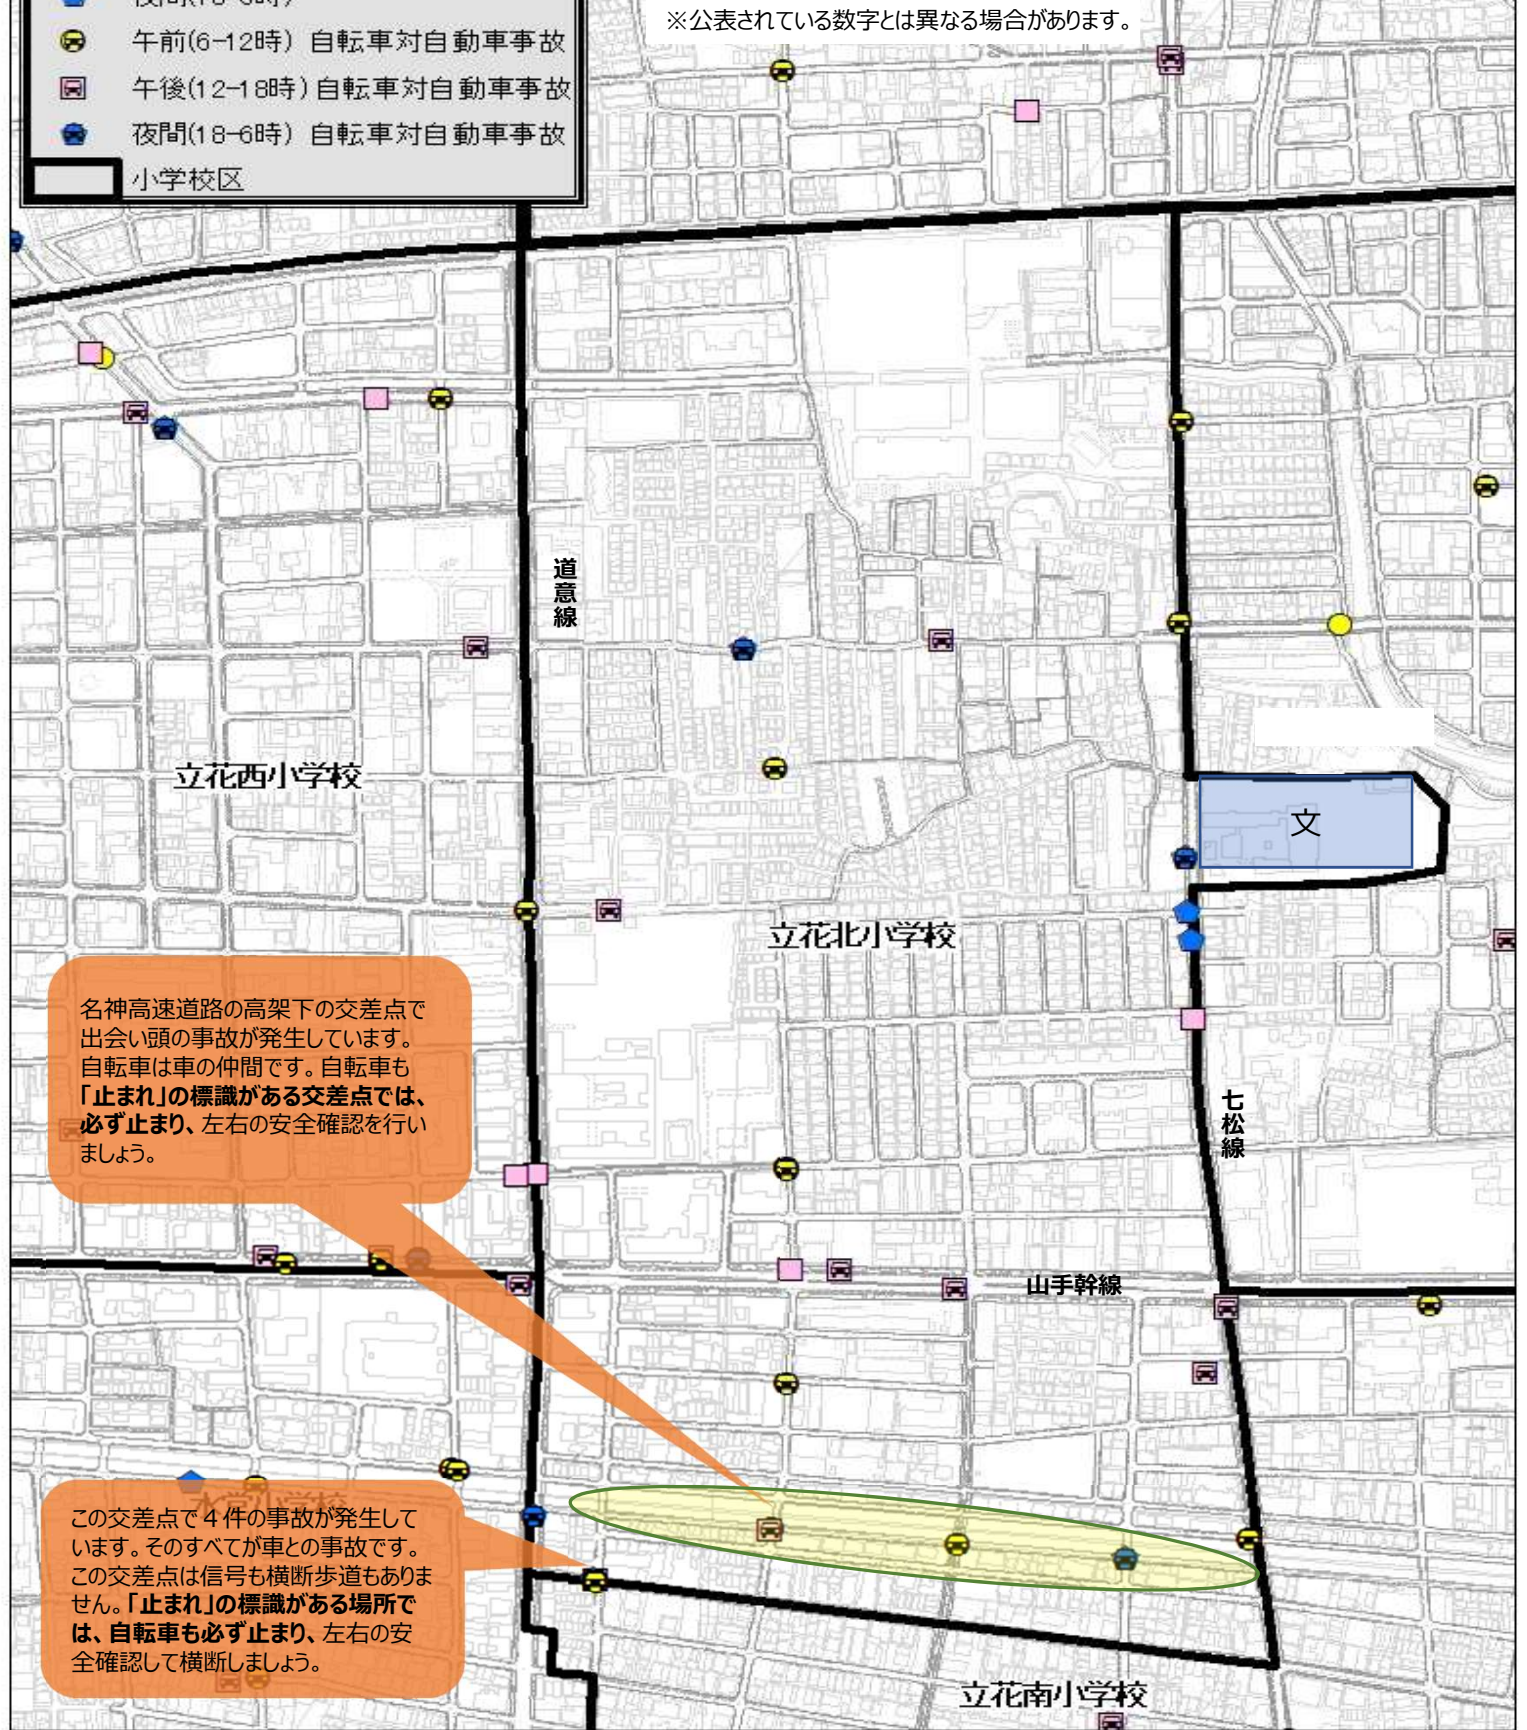 ※公表されている数字とは異なる場合があります。
午前(6-12時) 自転車対自動車事故
午後(12-18時)自転車対自動車事故
夜間(18-6時) 自転車対自動車事故
小学校区
道意線
立花西小学校
文
立花北小学校
名神高速道路の高架下の交差点で
出会い頭の事故が発生しています。
自転車は車の仲間です。自転車も
「止まれ」の標識がある交差点では、
必ず止まり、左右の安全確認を行い
ましょう。
七松線
山手幹線
この交差点で4件の事故が発生して
います。そのすべてが車との事故です。
この交差点は信号も横断歩道もありま
せん。「止まれ」の標識がある場所で
は、自転車も必ず止まり、左右の安
全確認して横断しましょう。
立花南小学校